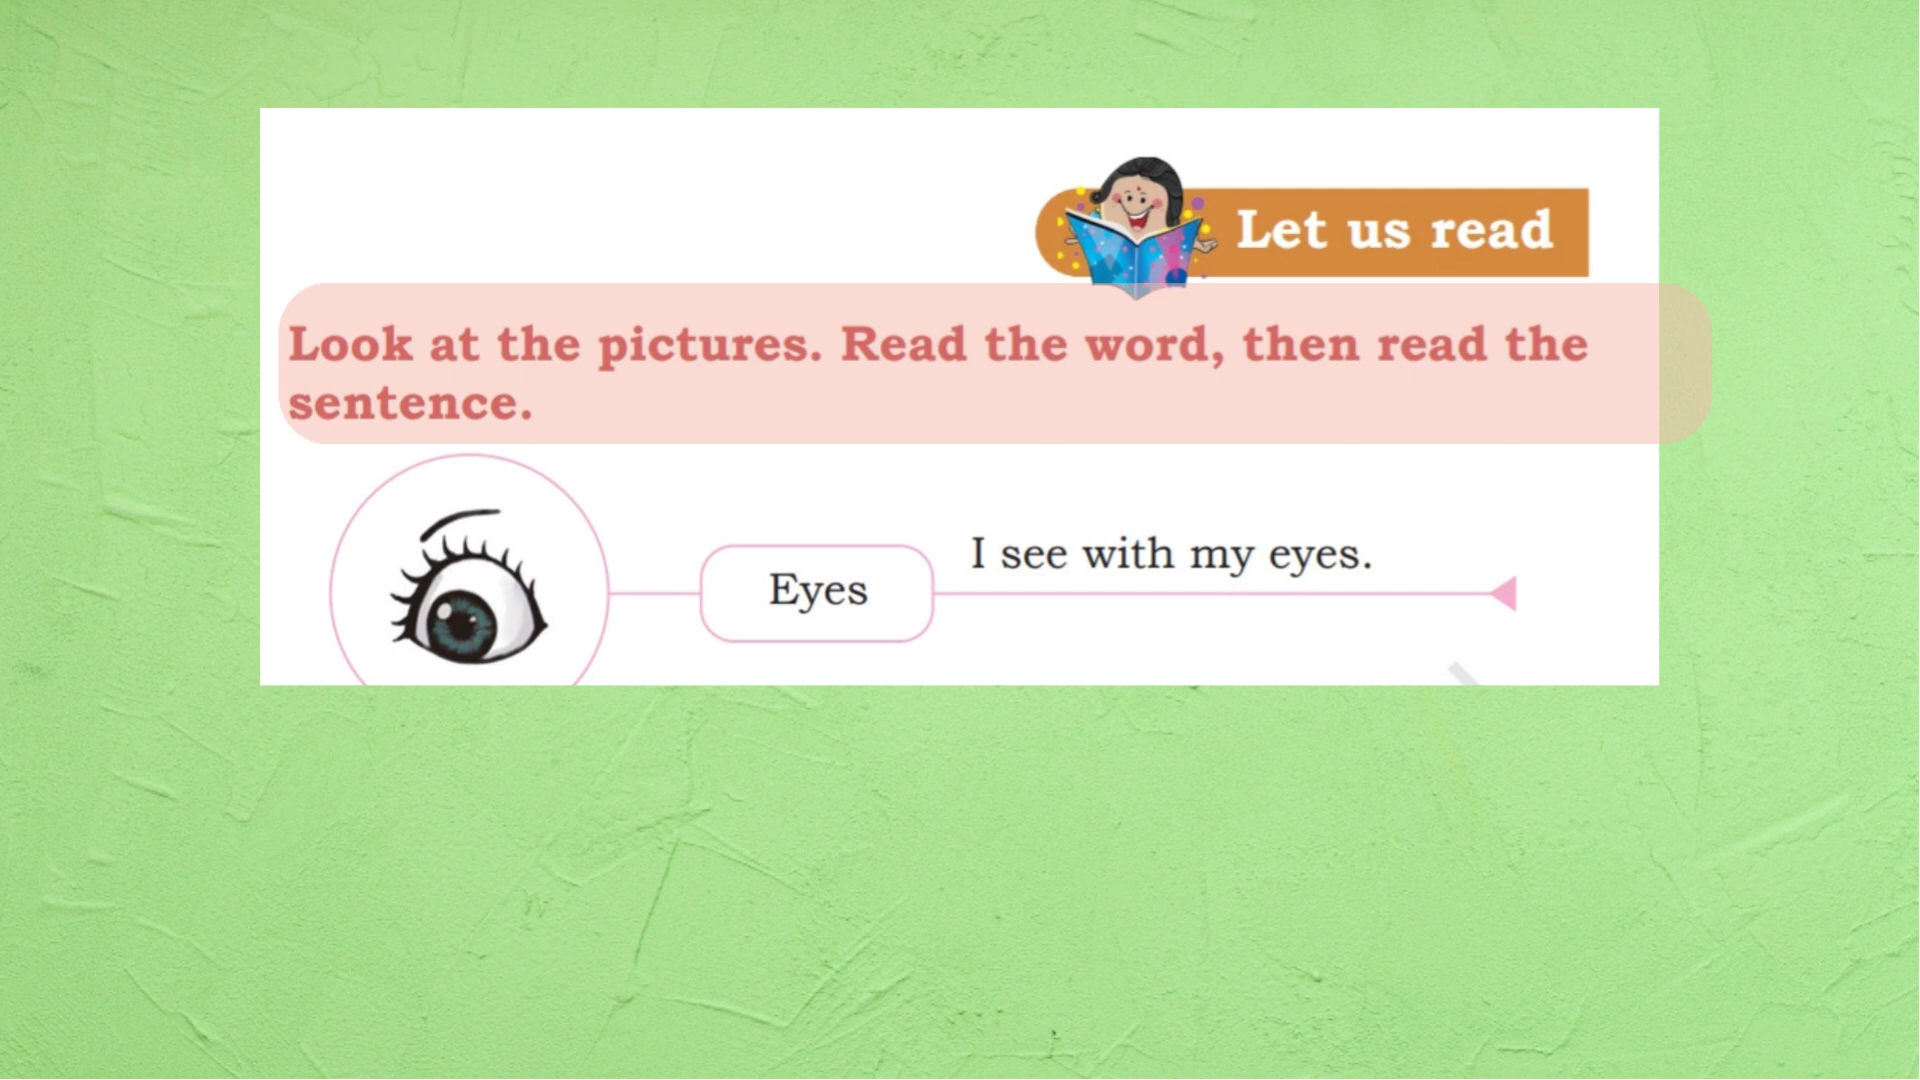 Let us read
Look at the pictures. Read the word, then read the
sentence.
I see with my eyes.
Eyes